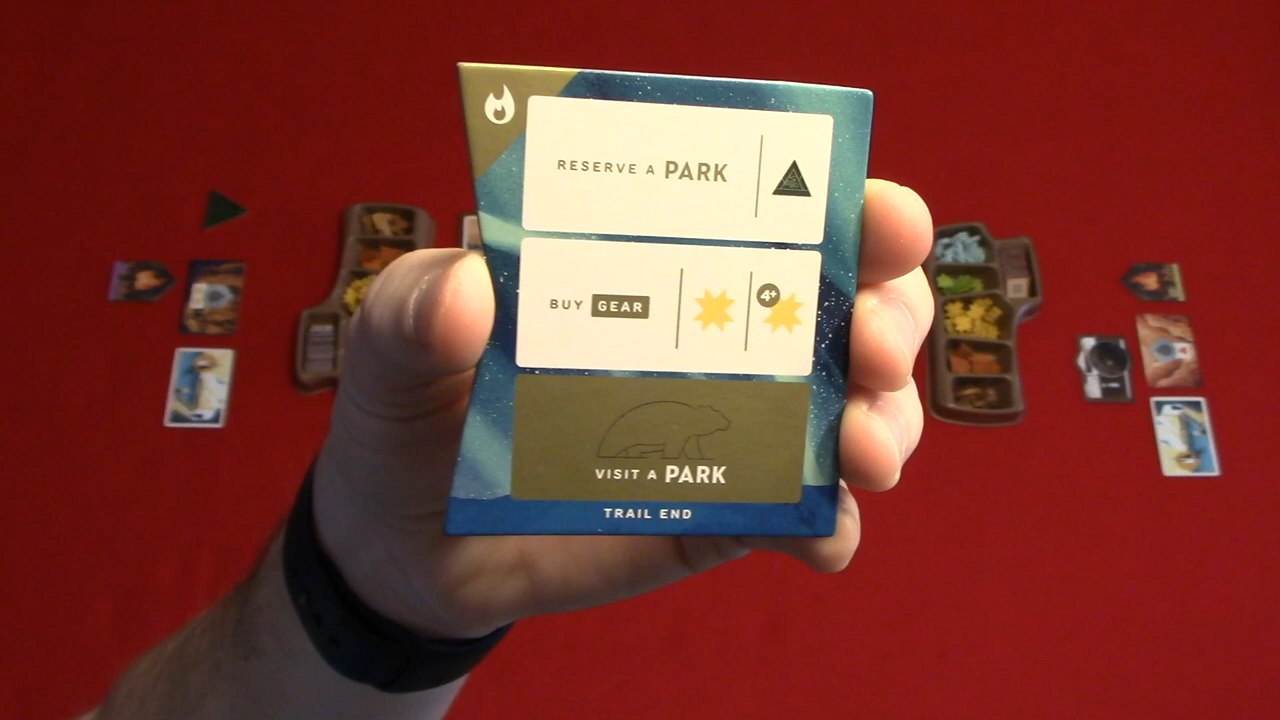 RESERVE A PARK
BUY GEAR
4+
VISIT A PARK
TRAIL END